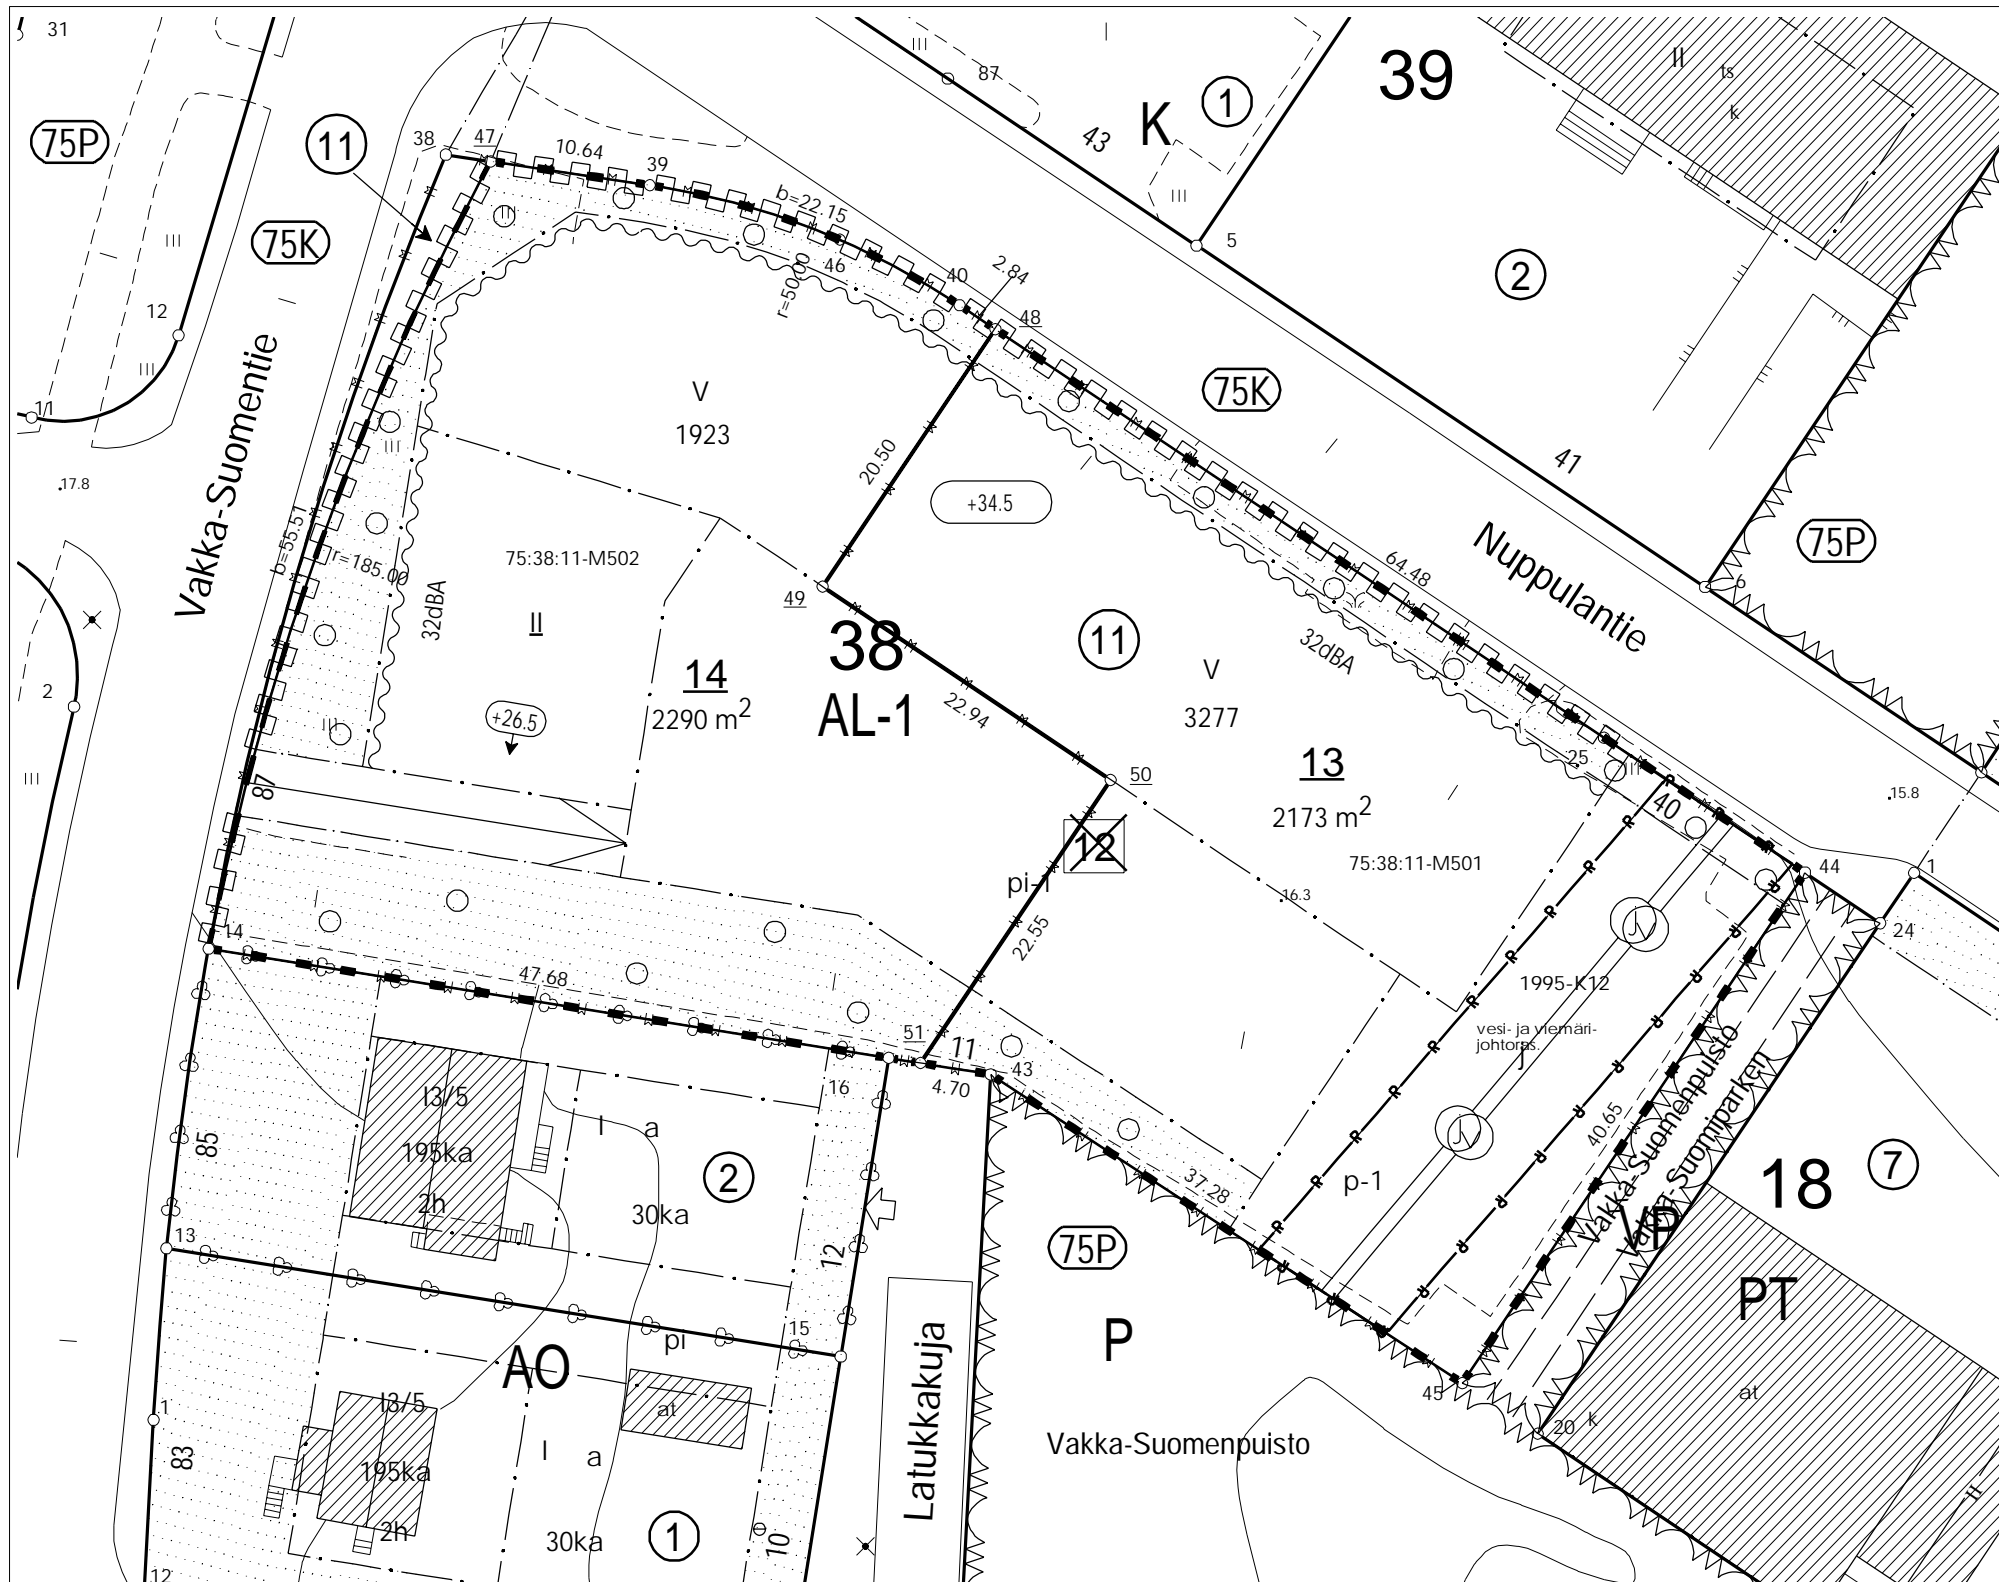 31
75P
11
38
47
10.64
39
b=22.15
46
r=50.00
40
2.84
48
87
43
K
1
39
II
ts
k
5
2
75K
12
11
17.8
Vakka-Suomentie
V
1923
20.50
+34.5
75K
41
Nuppulantie
75P
6
64.48
b=55.51
r=185.00
32dBA
75:38:11-M502
II
49
38
AL-1
14
2290 m2
+26.5
22.94
11
V
3277
32dBA
13
2173 m2
75:38:11-M501
25
40
15.8
2
87
50
12
pi-1
22.55
16.3
44
1
24
1995-K12
vesi- ja viemäri-
johtoras.
J
JV
JV
14
47.68
51
11
4.70
43
16
I3/5
195ka
2h
I a
30ka
2
85
13
12
37.28
p-1
40.65
Vakka-Suomenpuisto
Vakka-Suomiparken
VP
18
7
PT
at
75P
P
15
pi
AO
I3/5
195ka
2h
at
I a
30ka
1
1
83
12
10
Latukkakuja
Vakka-Suomenpuisto
45
20
k
II